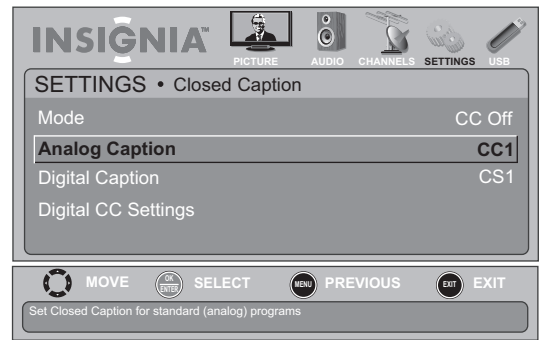 INSIGNIA™
PICTURE AUDIO CHANNELS SETTINGS USB
SETTINGS • Closed Caption
Mode CC Off
Analog Caption CC1
Digital Caption CS1
Digital CC Settings
MOVE OK ENTER SELECT MENU PREVIOUS EXIT EXIT
Set Closed Caption for standard (analog) programs